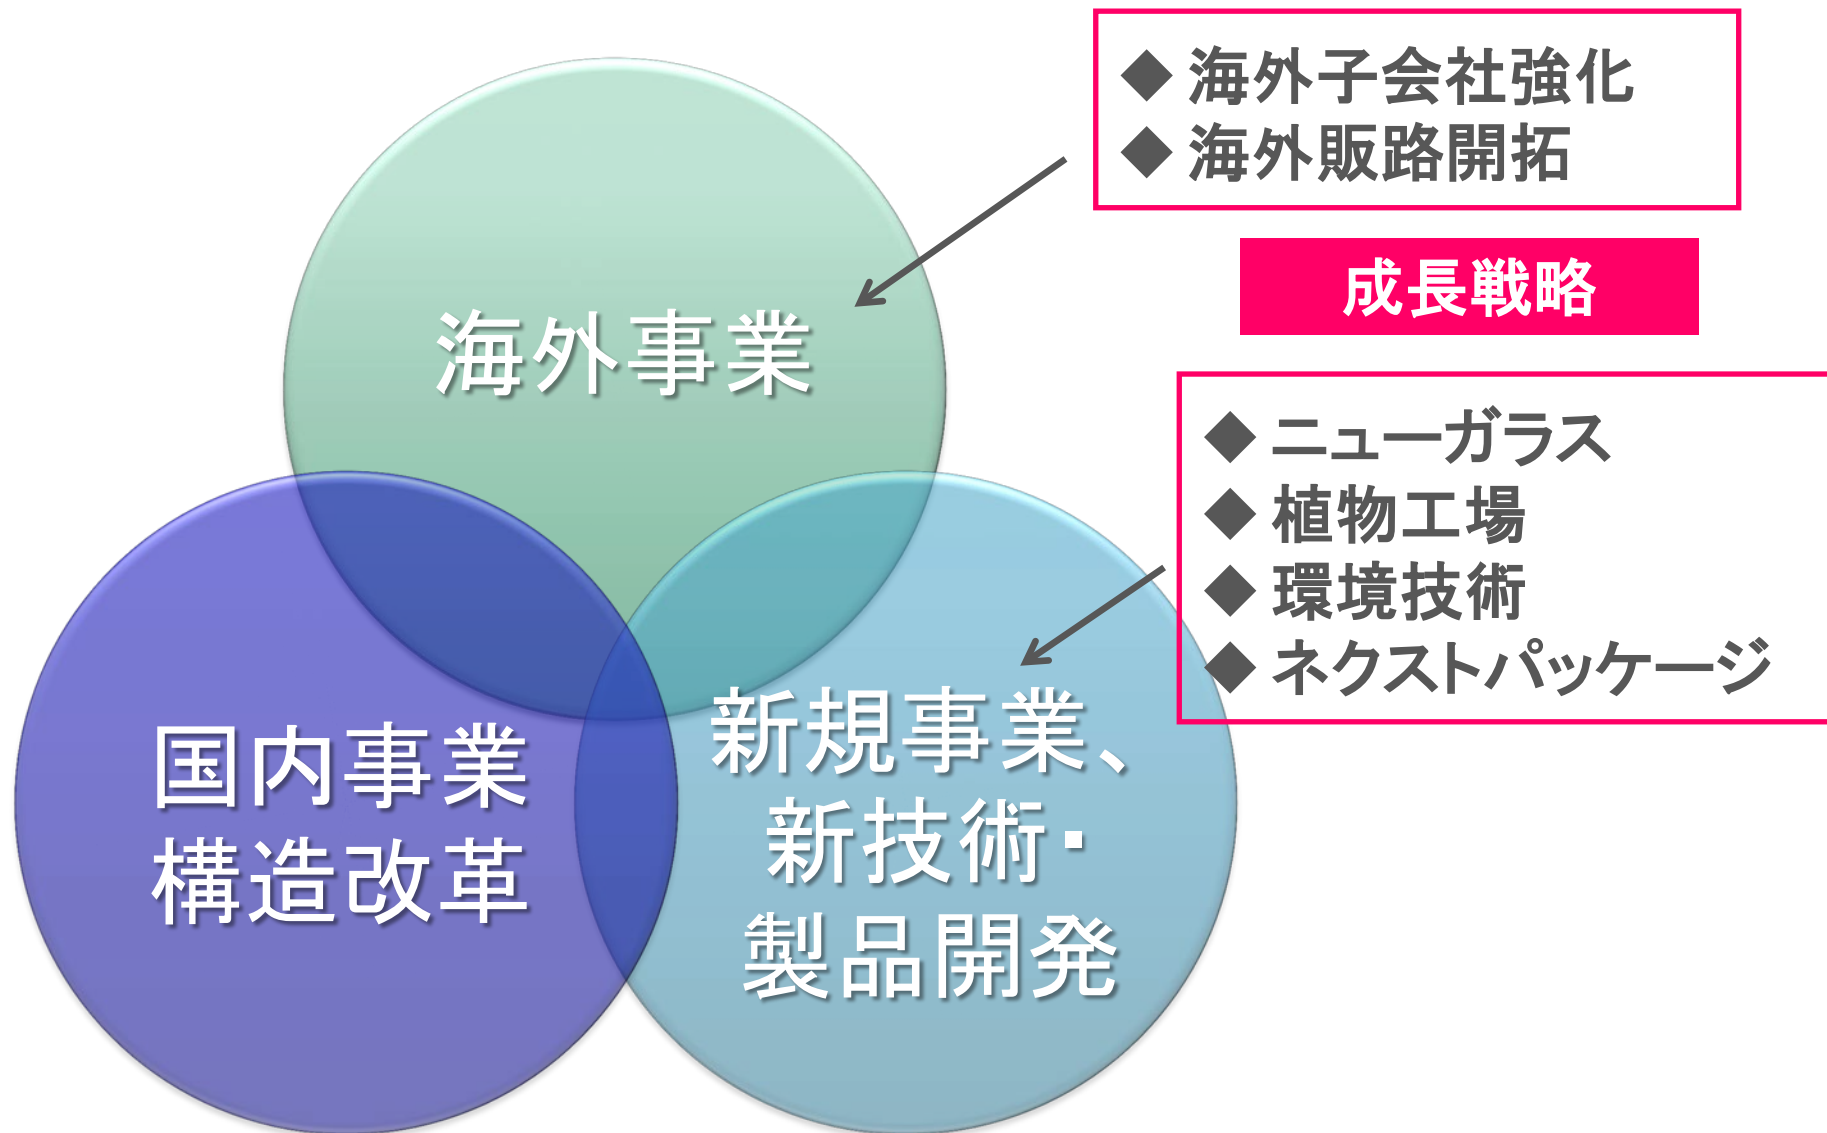 ◆ 海外子会社強化
◆ 海外販路開拓
成長戦略
海外事業
◆ ニューガラス
◆ 植物工場
◆ 環境技術
◆ ネクストパッケージ
国内事業
構造改革
新規事業、
新技術・
製品開発